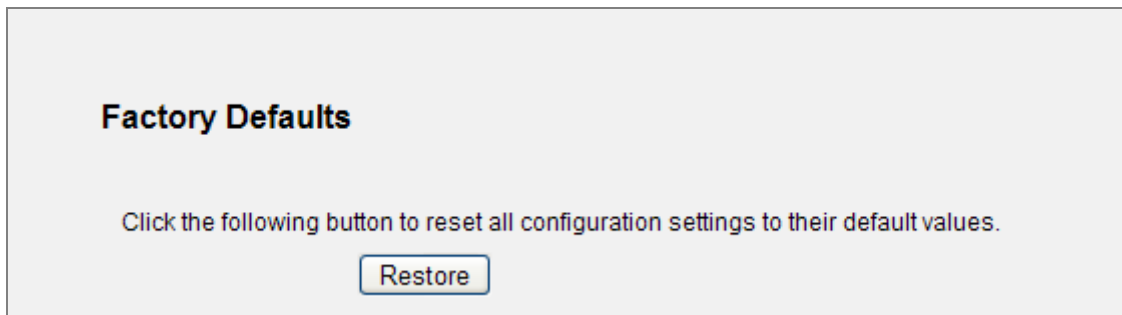 Factory Defaults
Click the following button to reset all configuration settings to their default values.
Restore